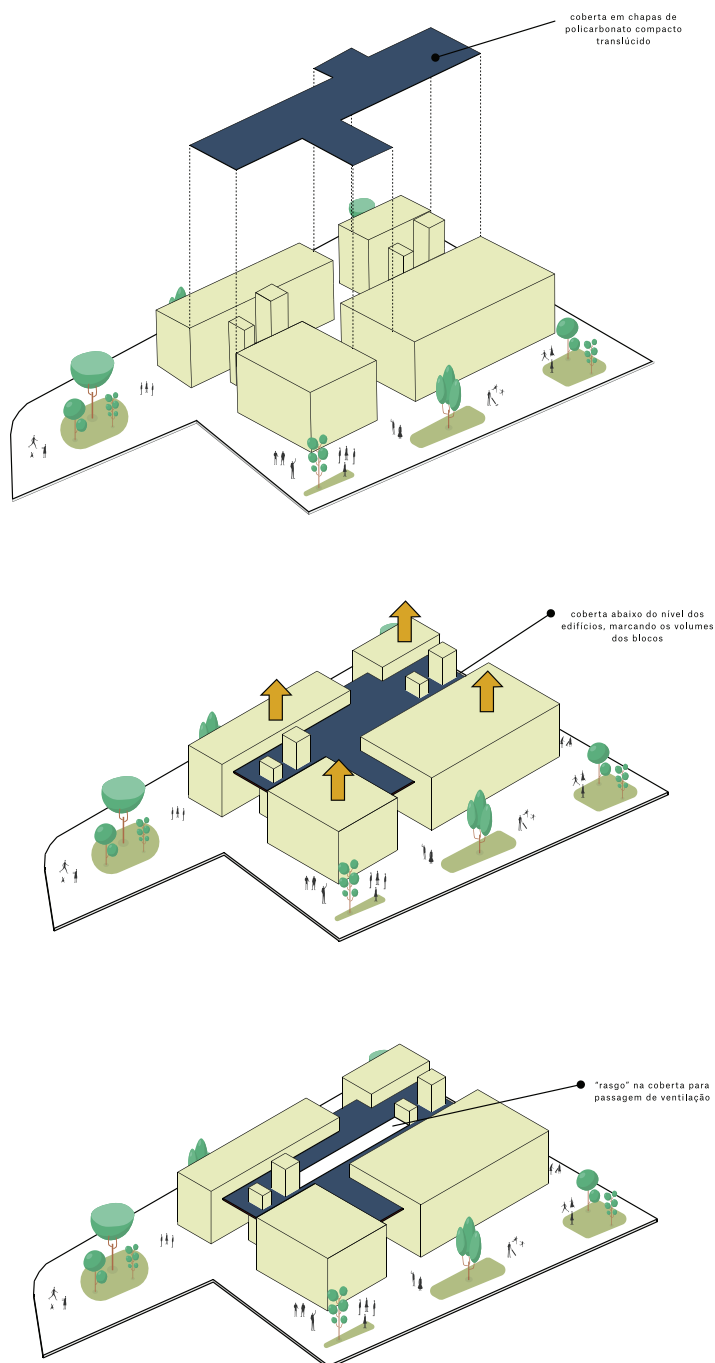 coberta em chapas de
policarbonato compacto
translúcido
coberta abaixo do nível dos
edifícios, marcando os volumes
dos blocos
"rasgo" na coberta para
passagem de ventilação